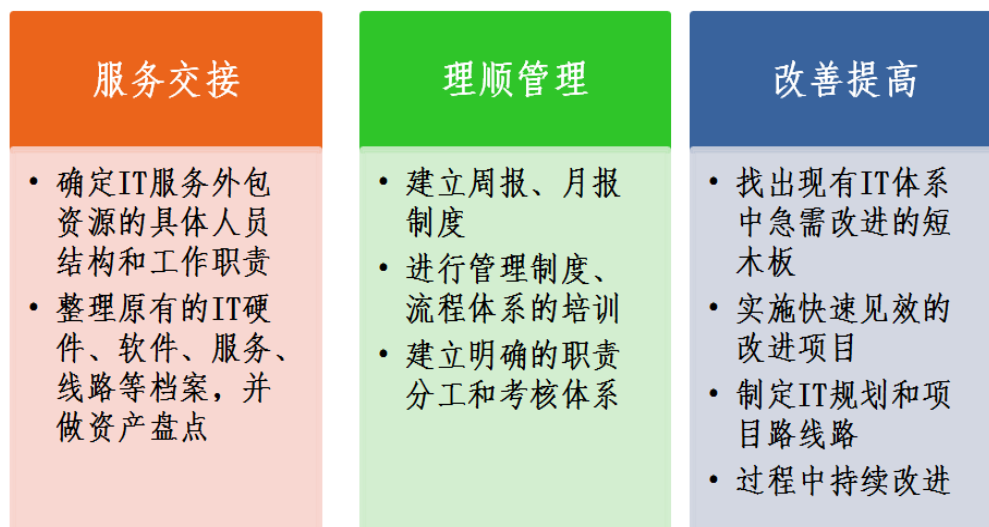 服务交接
• 确定IT服务外包
资源的具体人员
结构和工作职责
• 整理原有的IT硬
件、软件、服务、
线路等档案，并
做资产盘点
理顺管理
• 建立周报、月报
制度
• 进行管理制度、
流程体系的培训
• 建立明确的职责
分工和考核体系
改善提高
• 找出现有IT体系
中急需改进的短
木板
• 实施快速见效的
改进项目
• 制定IT规划和项
目路线路
• 过程中持续改进